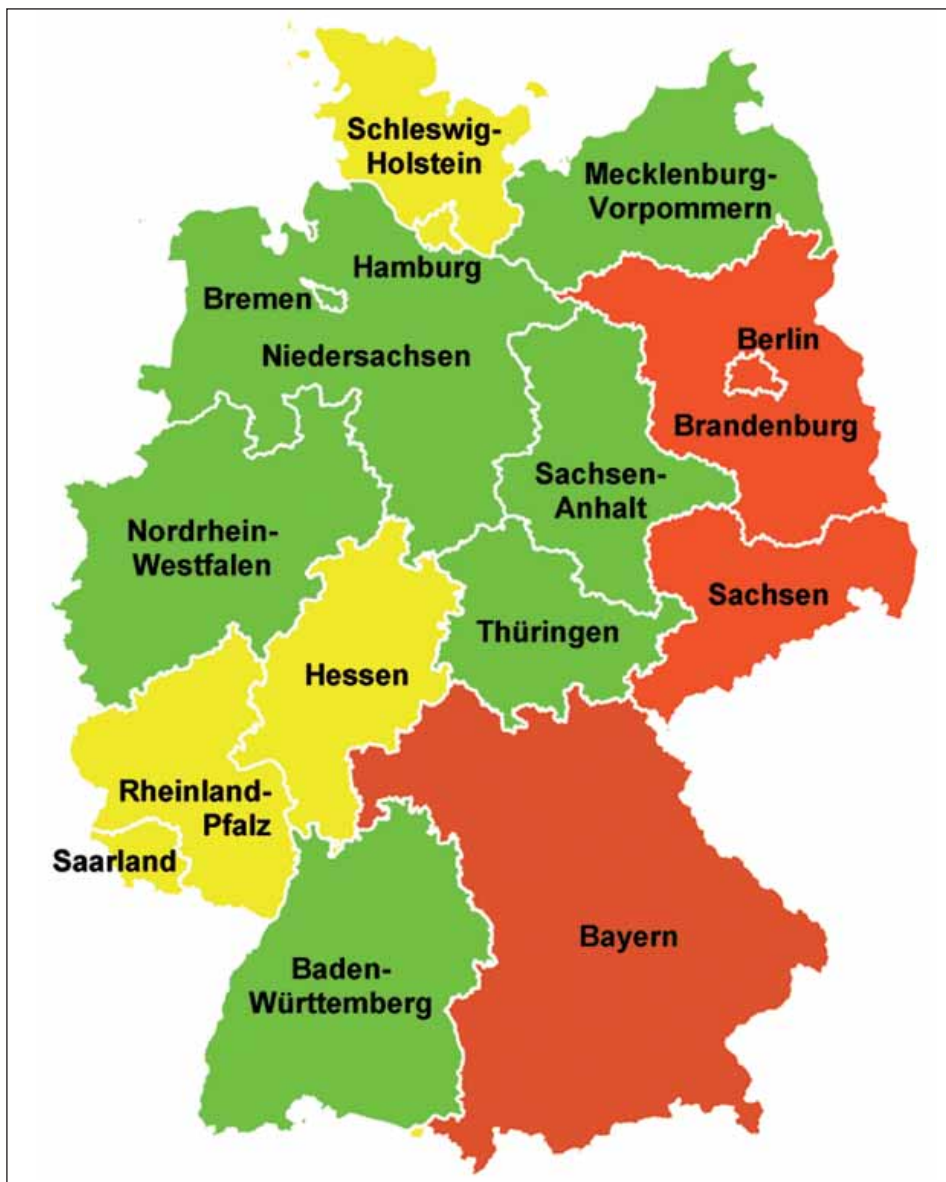 Schleswig-
Holstein
Mecklenburg-
Vorpommern
Hamburg
Bremen
Niedersachsen
Berlin
Brandenburg
Sachsen-
Anhalt
Nordrhein-
Westfalen
Sachsen
Thüringen
Hessen
Rheinland-
Pfalz
Saarland
Bayern
Baden-
Württemberg